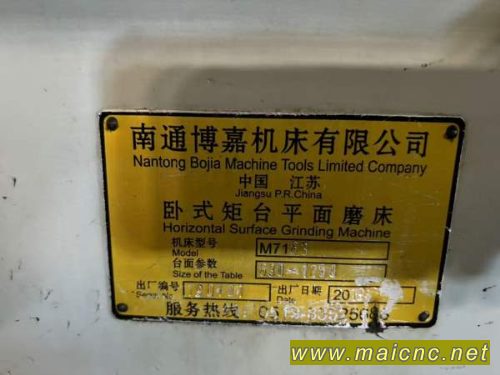 南通博嘉机床有限公司
Nantong Bojia Machine Tools Limited Company
中国 江苏
Jiangsu P.R.China
卧式矩台平面磨床
Horizontal Surface Grinding Machine
机床型号
Model
台面参数
Size of the Table
出厂编号 出厂日期 20
Date
服务热线
www.maicnc.net